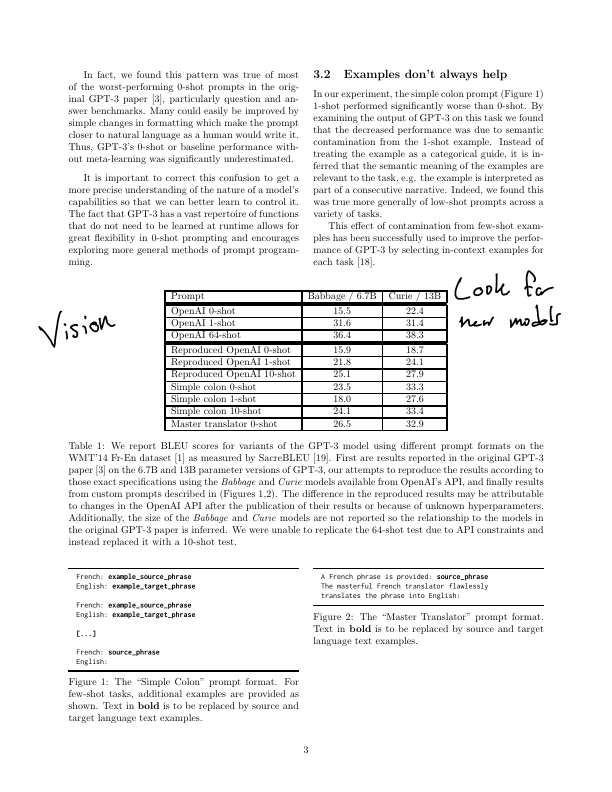 In fact, we found this pattern was true of most
of the worst-performing 0-shot prompts in the orig-
inal GPT-3 paper [3], particularly question and an-
swer benchmarks. Many could easily be improved by
simple changes in formatting which make the prompt
closer to natural language as a human would write it.
Thus, GPT-3's 0-shot or baseline performance with-
out meta-learning was significantly underestimated.
It is important to correct this confusion to get a
more precise understanding of the nature of a model's
capabilities so that we can better learn to control it.
The fact that GPT-3 has a vast repertoire of functions
that do not need to be learned at runtime allows for
great flexibility in 0-shot prompting and encourages
exploring more general methods of prompt program-
ming.
3.2 Examples don't always help
In our experiment, the simple colon prompt (Figure 1)
1-shot performed significantly worse than 0-shot. By
examining the output of GPT-3 on this task we found
that the decreased performance was due to semantic
contamination from the 1-shot example. Instead of
treating the example as a categorical guide, it is in-
ferred that the semantic meaning of the examples are
relevant to the task, e.g. the example is interpreted as
part of a consecutive narrative. Indeed, we found this
was true more generally of low-shot prompts across a
variety of tasks.
This effect of contamination from few-shot exam-
ples has been successfully used to improve the perfor-
mance of GPT-3 by selecting in-context examples for
each task [18].
Vision
Look for
new models
Prompt Babbage / 6.7B Curie / 13B
OpenAI 0-shot 15.5 22.4
OpenAI 1-shot 31.6 31.4
OpenAI 64-shot 36.4 38.3
Reproduced OpenAI 0-shot 15.9 18.7
Reproduced OpenAI 1-shot 21.8 24.1
Reproduced OpenAI 10-shot 25.1 27.9
Simple colon 0-shot 23.5 33.3
Simple colon 1-shot 18.0 27.6
Simple colon 10-shot 24.1 33.4
Master translator 0-shot 26.5 32.9
Table 1: We report BLEU scores for variants of the GPT-3 model using different prompt formats on the
WMT'14 Fr-En dataset [1] as measured by SacreBLEU [19]. First are results reported in the original GPT-3
paper [3] on the 6.7B and 13B parameter versions of GPT-3, our attempts to reproduce the results according to
those exact specifications using the Babbage and Curie models available from OpenAI's API, and finally results
from custom prompts described in (Figures 1,2). The difference in the reproduced results may be attributable
to changes in the OpenAI API after the publication of their results or because of unknown hyperparameters.
Additionally, the size of the Babbage and Curie models are not reported so the relationship to the models in
the original GPT-3 paper is inferred. We were unable to replicate the 64-shot test due to API constraints and
instead replaced it with a 10-shot test.
French: example_source_phrase
English: example_target_phrase
French: example_source_phrase
English: example_target_phrase
[...]
French: source_phrase
English:
Figure 1: The “Simple Colon” prompt format. For
few-shot tasks, additional examples are provided as
shown. Text in bold is to be replaced by source and
target language text examples.
A French phrase is provided: source_phrase
The masterful French translator flawlessly
translates the phrase into English:
Figure 2: The “Master Translator” prompt format.
Text in bold is to be replaced by source and target
language text examples.
3